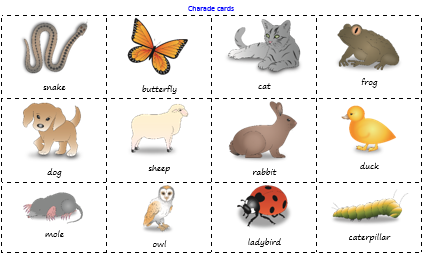 Charade cards
snake
butterfly
cat
frog
dog
sheep
rabbit
duck
mole
owl
ladybird
caterpillar